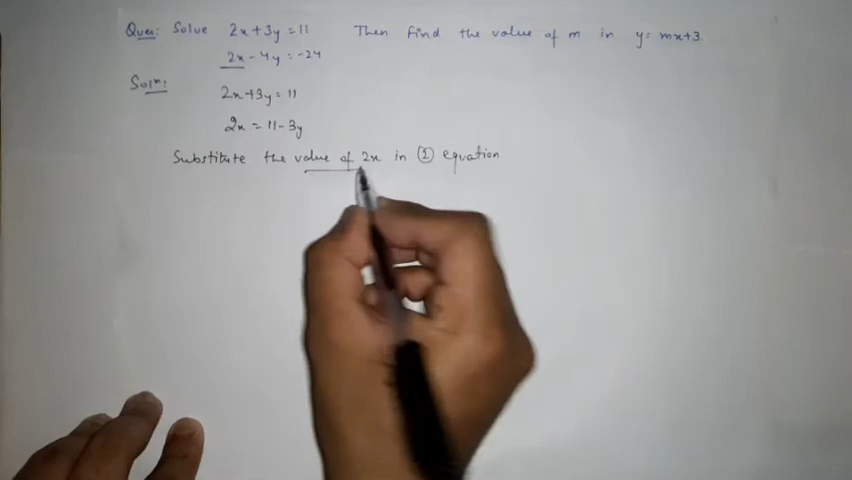 Ques: Solve 2x+3y=11 Then find the value of m in y=mx+3
2x-4y=-24
Solⁿ:
2x+3y=11
2x=11-3y
Substitute the value of 2x in ② equation